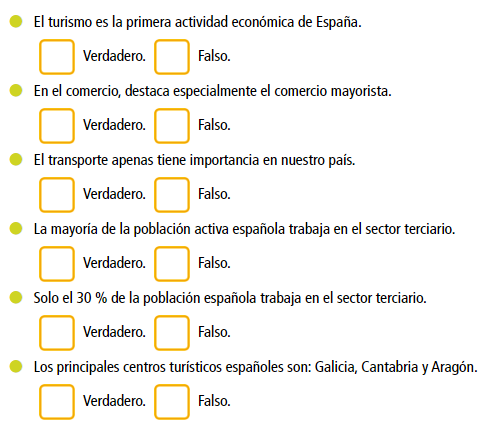 El turismo es la primera actividad económica de España.
Verdadero. Falso.
En el comercio, destaca especialmente el comercio mayorista.
Verdadero. Falso.
El transporte apenas tiene importancia en nuestro país.
Verdadero. Falso.
La mayoría de la población activa española trabaja en el sector terciario.
Verdadero. Falso.
Solo el 30 % de la población española trabaja en el sector terciario.
Verdadero. Falso.
Los principales centros turísticos españoles son: Galicia, Cantabria y Aragón.
Verdadero. Falso.